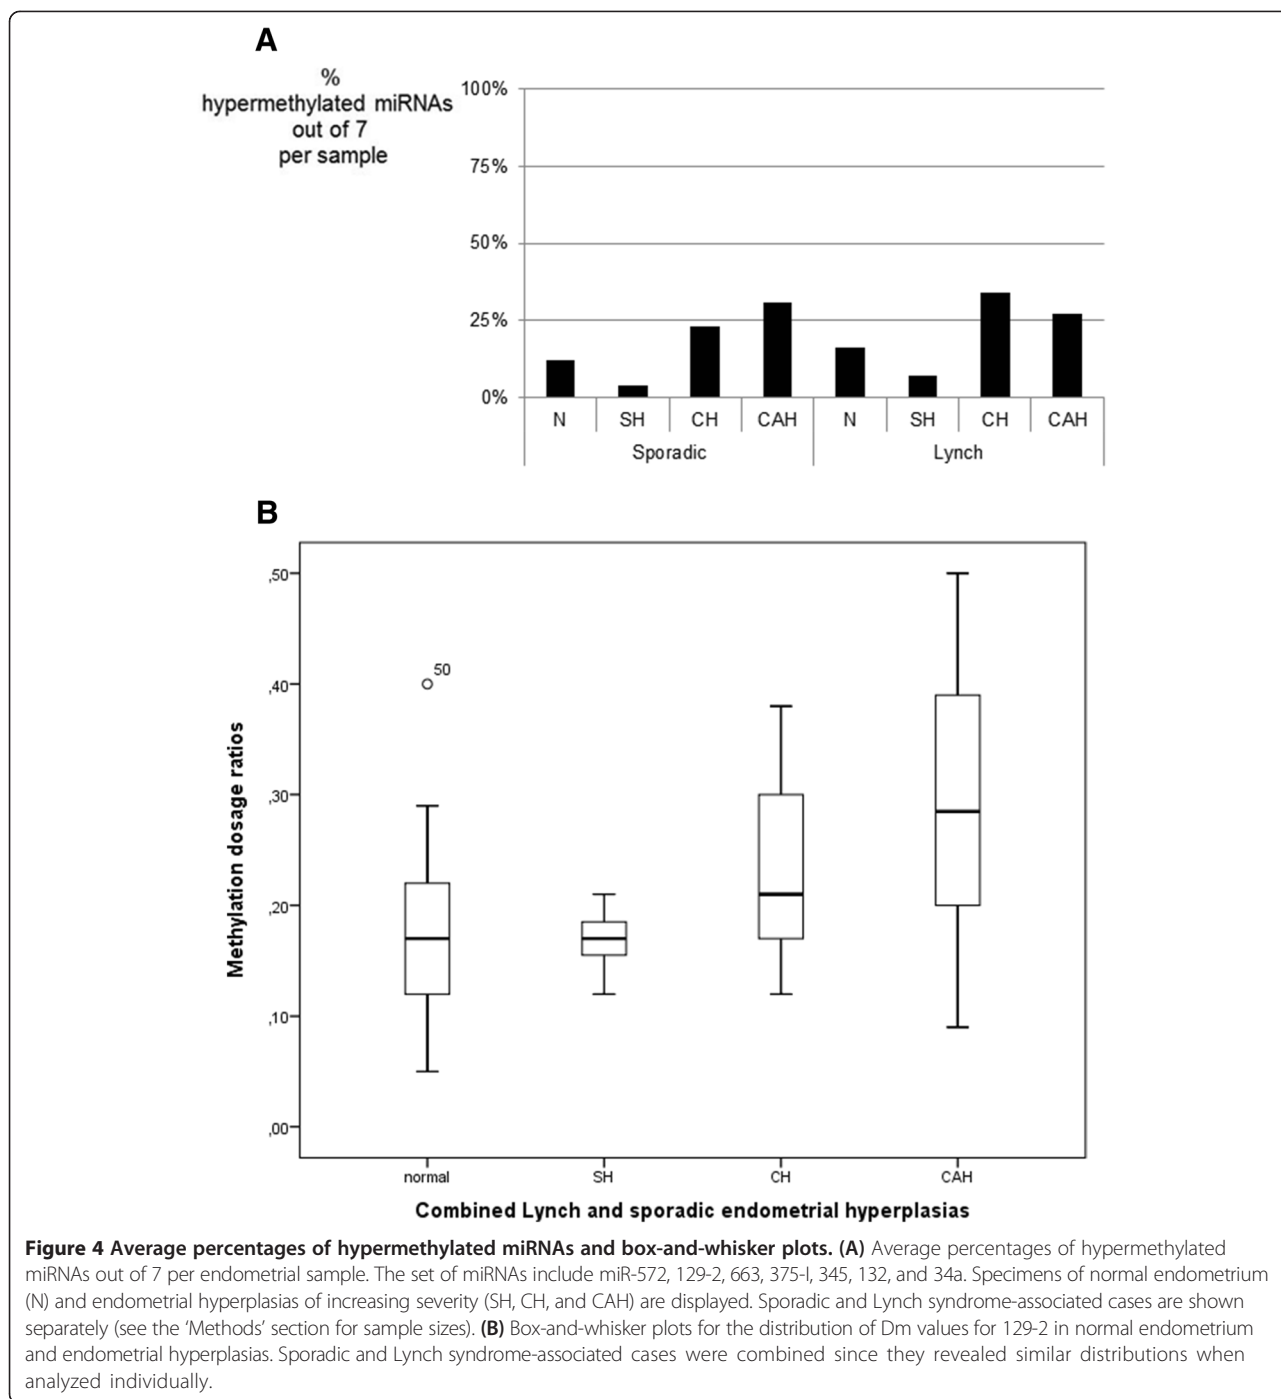 A
%
hypermethylated miRNAs
out of 7
per sample
100%
75%
50%
25%
0%
N SH CH CAH N SH CH CAH
Sporadic Lynch
B
Methylation dosage ratios
,50
,40
,30
,20
,10
,00
50
normal SH CH CAH
Combined Lynch and sporadic endometrial hyperplasias
Figure 4 Average percentages of hypermethylated miRNAs and box-and-whisker plots. (A) Average percentages of hypermethylated
miRNAs out of 7 per endometrial sample. The set of miRNAs include miR-572, 129-2, 663, 375-I, 345, 132, and 34a. Specimens of normal endometrium
(N) and endometrial hyperplasias of increasing severity (SH, CH, and CAH) are displayed. Sporadic and Lynch syndrome-associated cases are shown
separately (see the ‘Methods’ section for sample sizes). (B) Box-and-whisker plots for the distribution of Dm values for 129-2 in normal endometrium
and endometrial hyperplasias. Sporadic and Lynch syndrome-associated cases were combined since they revealed similar distributions when
analyzed individually.